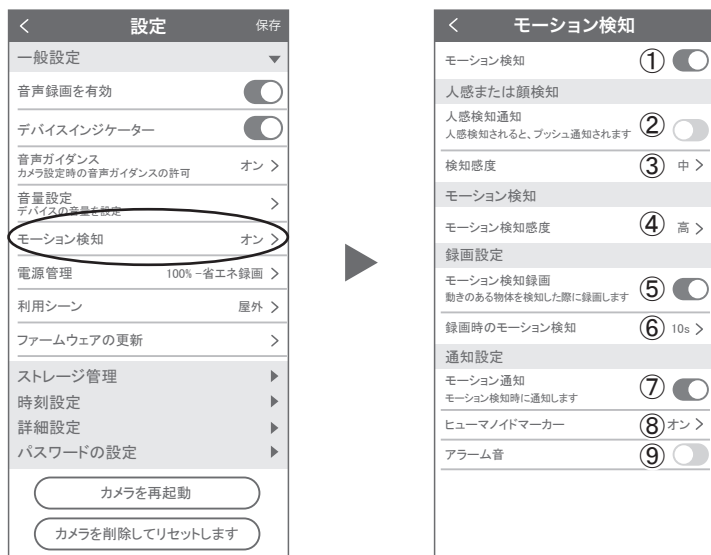 設定
保存
一般設定
音声録画を有効
デバイスインジケーター
音声ガイダンス
カメラ設定時の音声ガイダンスの許可
オン
音量設定
デバイスの音量を設定
モーション検知
オン
電源管理
100% -省エネ録画
利用シーン
屋外
ファームウェアの更新
ストレージ管理
時刻設定
詳細設定
パスワードの設定
カメラを再起動
カメラを削除してリセットします
モーション検知
モーション検知
①
人感または顔検知
人感検知通知
人感検知されると、プッシュ通知されます
②
検知感度
③ 中
モーション検知
モーション検知感度
④ 高
録画設定
モーション検知録画
動きのある物体を検知した際に録画します
⑤
録画時のモーション検知
⑥ 10s
通知設定
モーション通知
モーション検知時に通知します
⑦
ヒューマノイドマーカー
⑧ オン
アラーム音
⑨